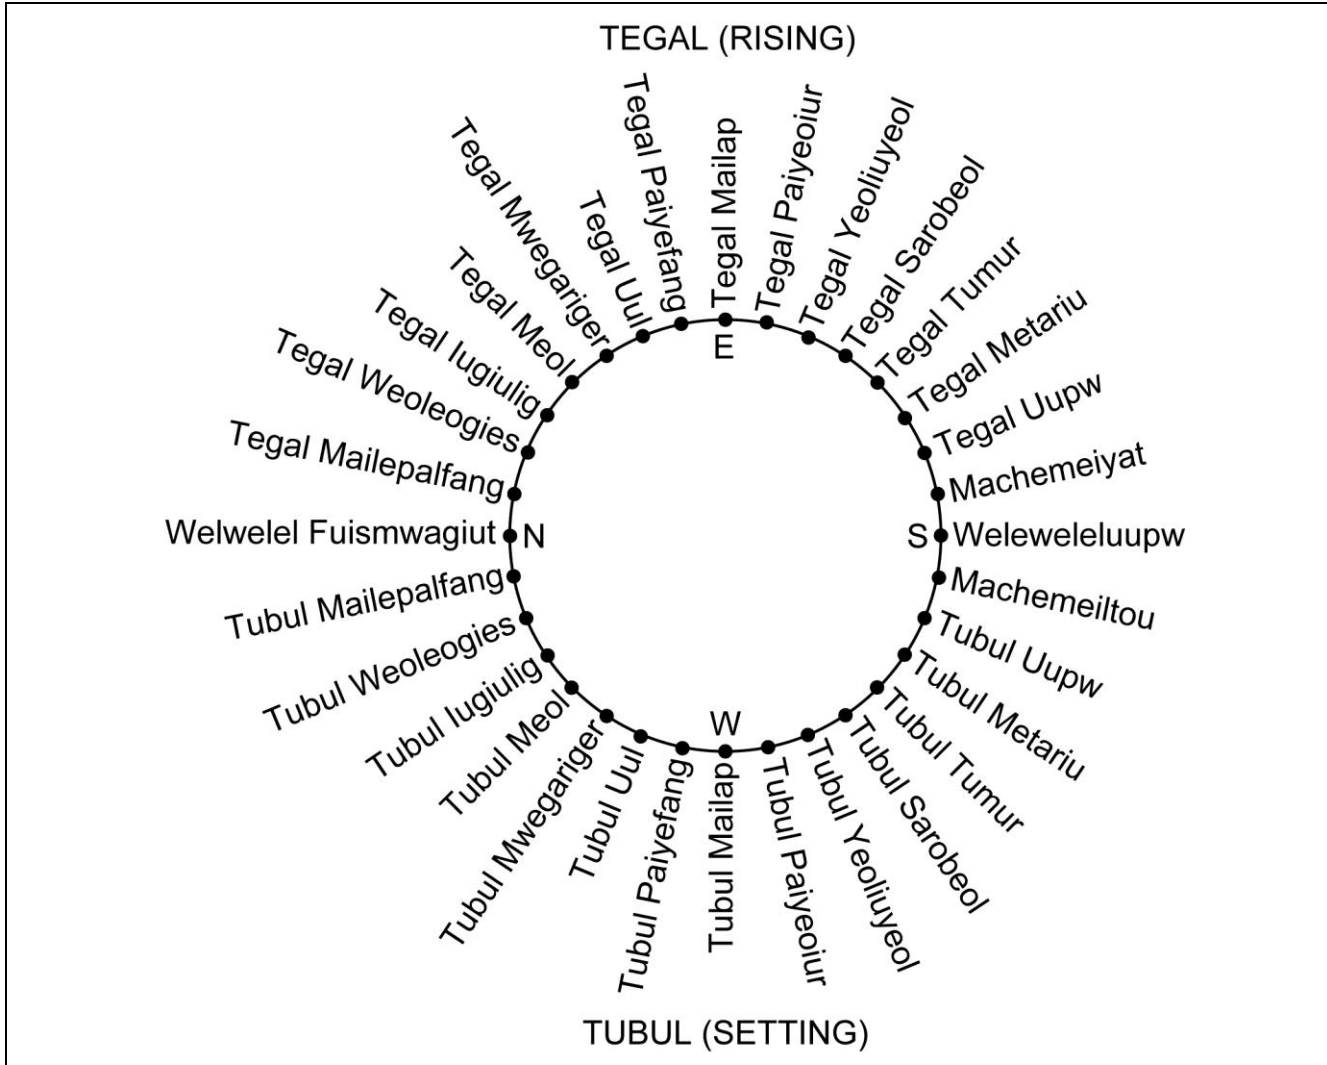 TEGAL (RISING)
Tegal Mailap
Tegal Paiyeoiur
Tegal Yeoliuyeol
Tegal Sarobeol
Tegal Tumur
Tegal Metariu
Tegal Uupw
Machemeiyat
Weleweleluupw
Machemeiltou
Tubul Uupw
Tubul Metariu
Tubul Tumur
Tubul Sarobeol
Tubul Yeoliuyeol
Tubul Paiyeoiur
Tubul Mailap
Tubul Paiyefang
Tubul Uul
Tubul Mwegariger
Tubul Meol
Tubul Iugiulig
Tubul Weoleogies
Tubul Mailepalfang
Welwelel Fuismwagiut
Tegal Mailepalfang
Tegal Weoleogies
Tegal Iugiulig
Tegal Meol
Tegal Mwegariger
Tegal Uul
Tegal Paiyefang
E
S
W
N
TUBUL (SETTING)